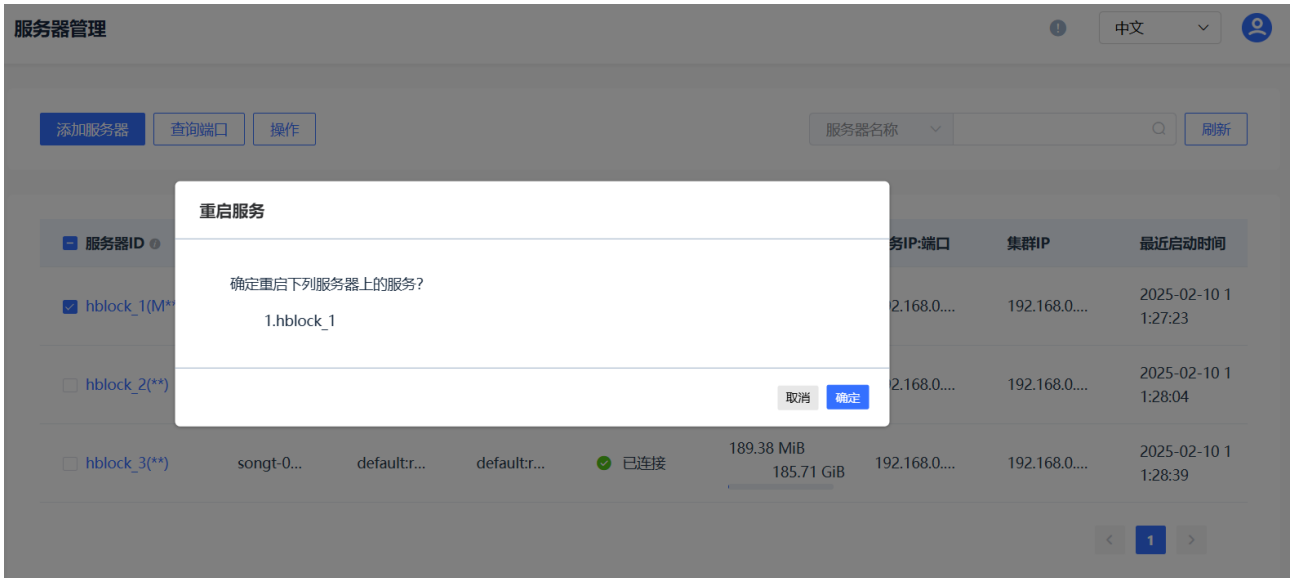 服务器管理
中文
添加服务器
查询端口
操作
服务器名称
刷新
重启服务
确定重启下列服务器上的服务?
1.hblock_1
取消
确定
服务器ID
务IP:端口
集群IP
最近启动时间
hblock_1(M**
2.168.0....
192.168.0....
2025-02-10 1
1:27:23
hblock_2(**)
2.168.0....
192.168.0....
2025-02-10 1
1:28:04
hblock_3(**)
songt-0...
default:r...
default:r...
已连接
189.38 MiB
185.71 GiB
192.168.0....
192.168.0....
2025-02-10 1
1:28:39
1